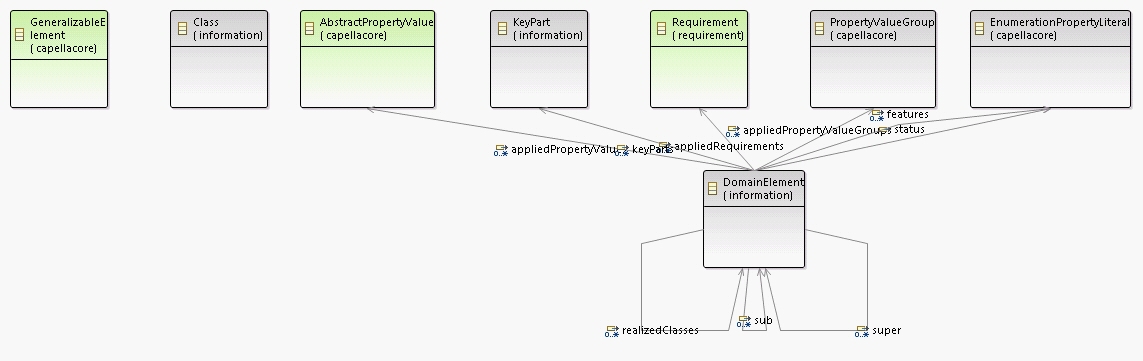 GeneralizableE
lement
( capellacore)
Class
( information)
AbstractPropertyValue
( capellacore)
KeyPart
( information)
Requirement
( requirement)
PropertyValueGroup
( capellacore)
EnumerationPropertyLiteral
( capellacore)
0..* features
0..* appliedPropertyValueGroups
status
0..* appliedPropertyValu
0..* keyParts
0..* appliedRequirements
DomainElement
( information)
0..* sub
0..* realizedClasses
0..* super